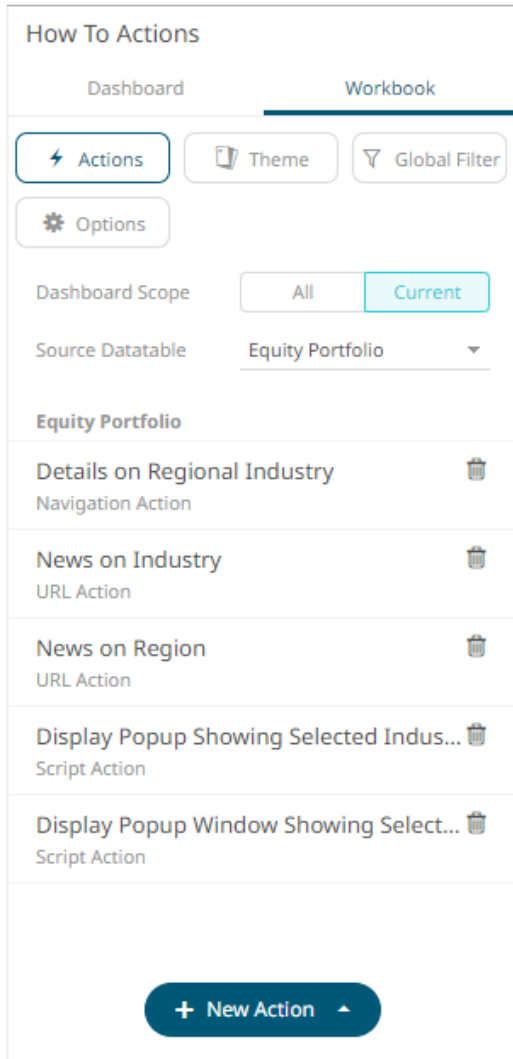 How To Actions
Dashboard Workbook
Actions Theme Global Filter
Options
Dashboard Scope All Current
Source Datatable Equity Portfolio
Equity Portfolio
Details on Regional Industry
Navigation Action
News on Industry
URL Action
News on Region
URL Action
Display Popup Showing Selected Indus...
Script Action
Display Popup Window Showing Select...
Script Action
+ New Action